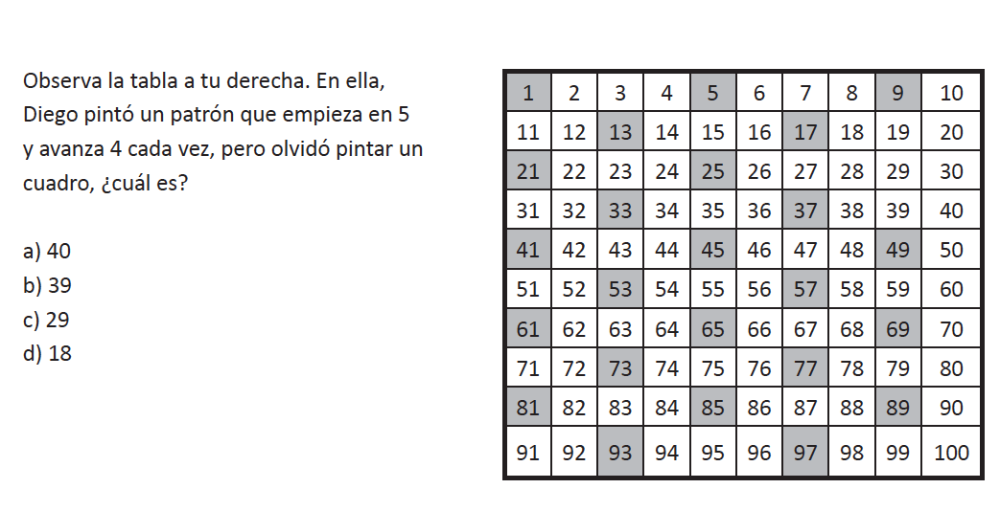 Observa la tabla a tu derecha. En ella,
Diego pintó un patrón que empieza en 5
y avanza 4 cada vez, pero olvidó pintar un
cuadro, ¿cuál es?
a) 40
b) 39
c) 29
d) 18
1 2 3 4 5 6 7 8 9 10
11 12 13 14 15 16 17 18 19 20
21 22 23 24 25 26 27 28 29 30
31 32 33 34 35 36 37 38 39 40
41 42 43 44 45 46 47 48 49 50
51 52 53 54 55 56 57 58 59 60
61 62 63 64 65 66 67 68 69 70
71 72 73 74 75 76 77 78 79 80
81 82 83 84 85 86 87 88 89 90
91 92 93 94 95 96 97 98 99 100